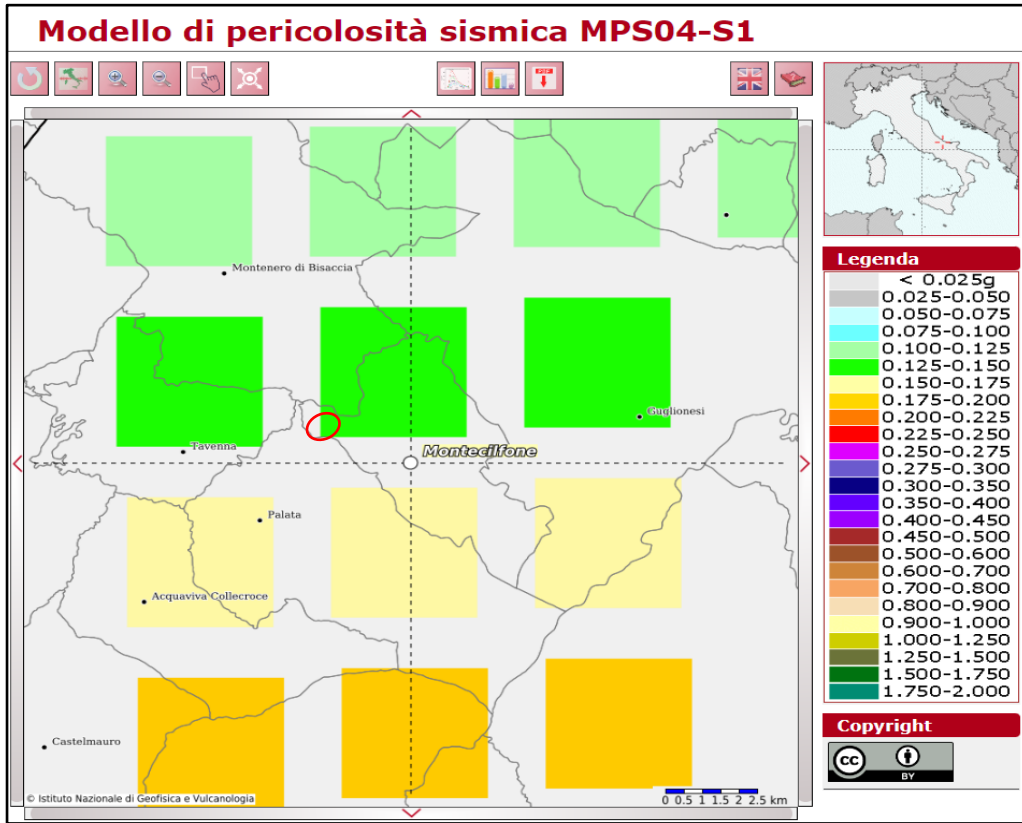 Modello di pericolosità sismica MPS04-S1
PDF
Montenero di Bisaccia
Guglionesi
Tavenna
Montecilfone
Palata
Acquaviva Collecroce
Castelmauro
© Istituto Nazionale di Geofisica e Vulcanologia
0 0.5 1 1.5 2 2.5 km
Legenda
< 0.025g
0.025-0.050
0.050-0.075
0.075-0.100
0.100-0.125
0.125-0.150
0.150-0.175
0.175-0.200
0.200-0.225
0.225-0.250
0.250-0.275
0.275-0.300
0.300-0.350
0.350-0.400
0.400-0.450
0.450-0.500
0.500-0.600
0.600-0.700
0.700-0.800
0.800-0.900
0.900-1.000
1.000-1.250
1.250-1.500
1.500-1.750
1.750-2.000
Copyright
cc
BY